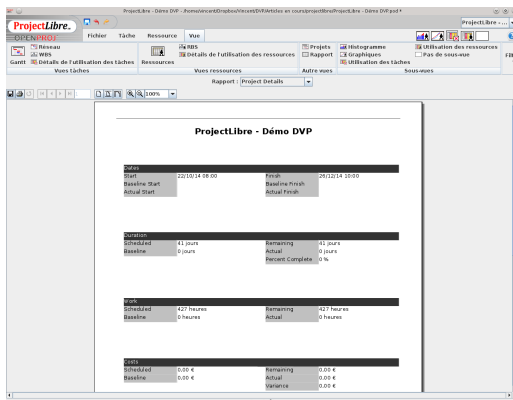 ProjectLibre - Démo DVP - /home/vincent/Dropbox/Vincent/DVP/Articles en cours/projectlibre/ProjectLibre - Démo DVP.pod *
ProjectLibre.
OPENPROJ
ProjectLibre - ...
Fichier Tâche Ressource Vue
Réseau RBS Projets Histogramme Utilisation des ressources
WBS Détails de l'utilisation des ressources Rapport Graphiques Pas de sous-vue
Gantt Détails de l'utilisation des tâches Ressources Utilisation des tâches
Vues tâches Vues ressources Autre vues Sous-vues
Rapport : Project Details
100%
ProjectLibre - Démo DVP
Dates
Start 22/10/14 08:00 Finish 26/12/14 10:00
Baseline Start Baseline Finish
Actual Start Actual Finish
Duration
Scheduled 41 jours Remaining 41 jours
Baseline 0 jours Actual 0 jours
Percent Complete 0 %
Work
Scheduled 427 heures Remaining 427 heures
Baseline 0 heures Actual 0 heures
Costs
Scheduled 0,00 € Remaining 0,00 €
Baseline 0,00 € Actual 0,00 €
Variance 0,00 €